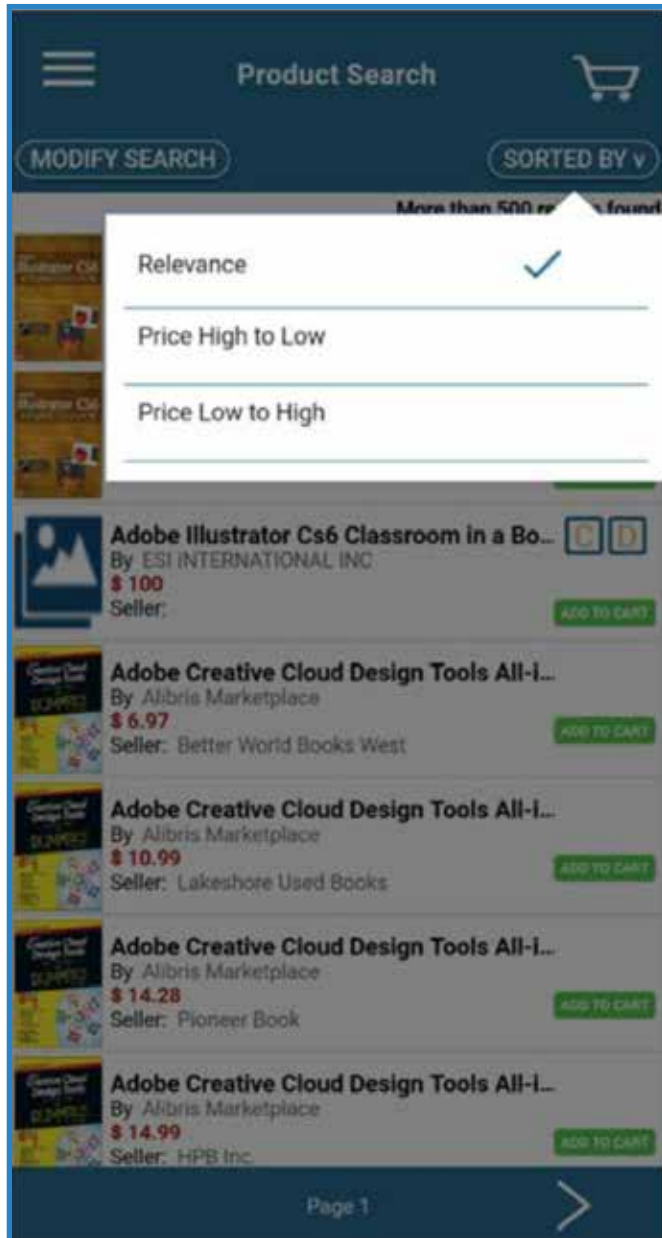 Product Search
MODIFY SEARCH
SORTED BY v
More than 500 found
Relevance
Price High to Low
Price Low to High
Illustrator CS6
Illustrator CS6
Adobe Illustrator Cs6 Classroom in a Bo...
C D
By ESI INTERNATIONAL INC
$ 100
Seller:
ADD TO CART
Adobe Creative Cloud Design Tools All-i...
By Alibris Marketplace
$ 6.97
Seller: Better World Books West
ADD TO CART
Adobe Creative Cloud Design Tools All-i...
By Alibris Marketplace
$ 10.99
Seller: Lakeshore Used Books
ADD TO CART
Adobe Creative Cloud Design Tools All-i...
By Alibris Marketplace
$ 14.28
Seller: Pioneer Book
ADD TO CART
Adobe Creative Cloud Design Tools All-i...
By Alibris Marketplace
$ 14.99
Seller: HPB Inc.
ADD TO CART
Page 1